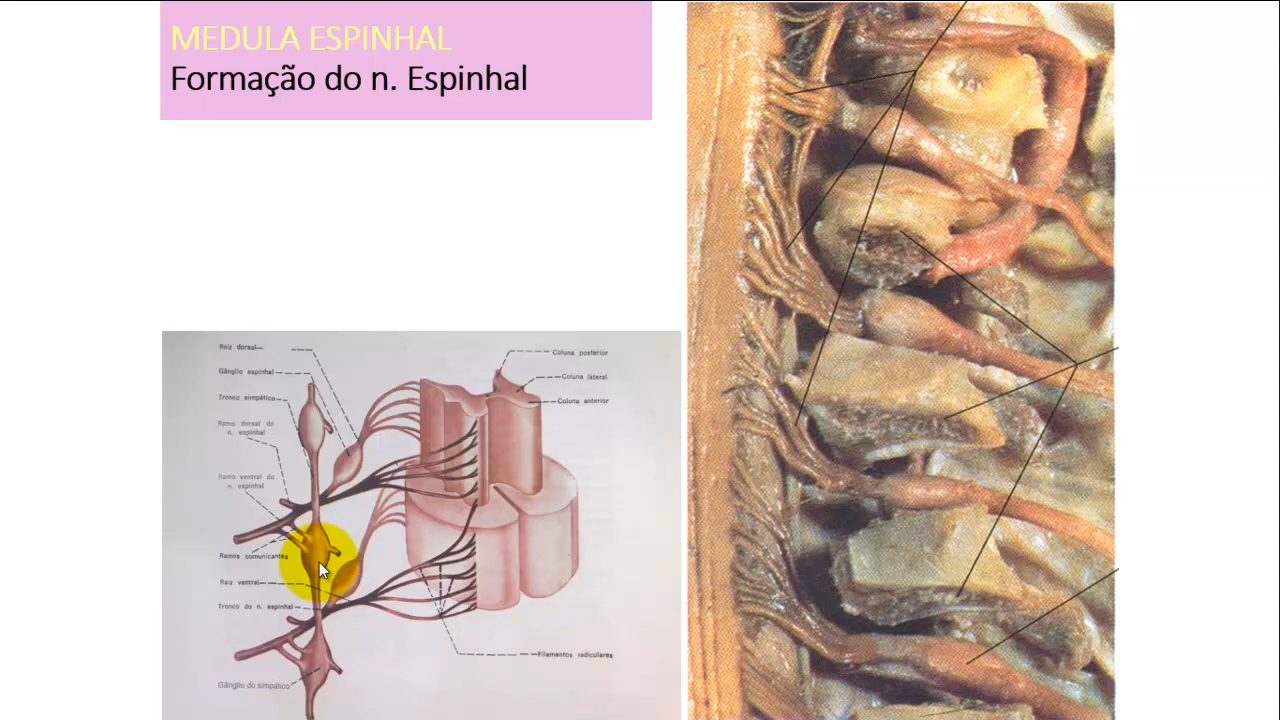 MEDULA ESPINHAL
Formação do n. Espinhal
Raiz dorsal
Gânglio espinhal
Tronco simpático
Ramo dorsal do
n. espinhal
Ramo ventral do
n. espinhal
Ramos comunicantes
Raiz ventral
Tronco do n. espinhal
Gânglio do simpático
Coluna posterior
Coluna lateral
Coluna anterior
Filamentos radiculares